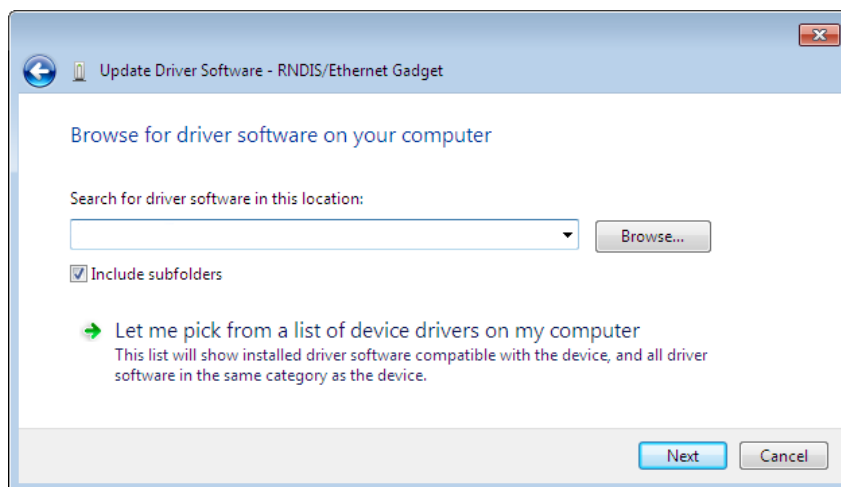 Update Driver Software - RNDIS/Ethernet Gadget
Browse for driver software on your computer
Search for driver software in this location:
Browse...
Include subfolders
Let me pick from a list of device drivers on my computer
This list will show installed driver software compatible with the device, and all driver
software in the same category as the device.
Next
Cancel